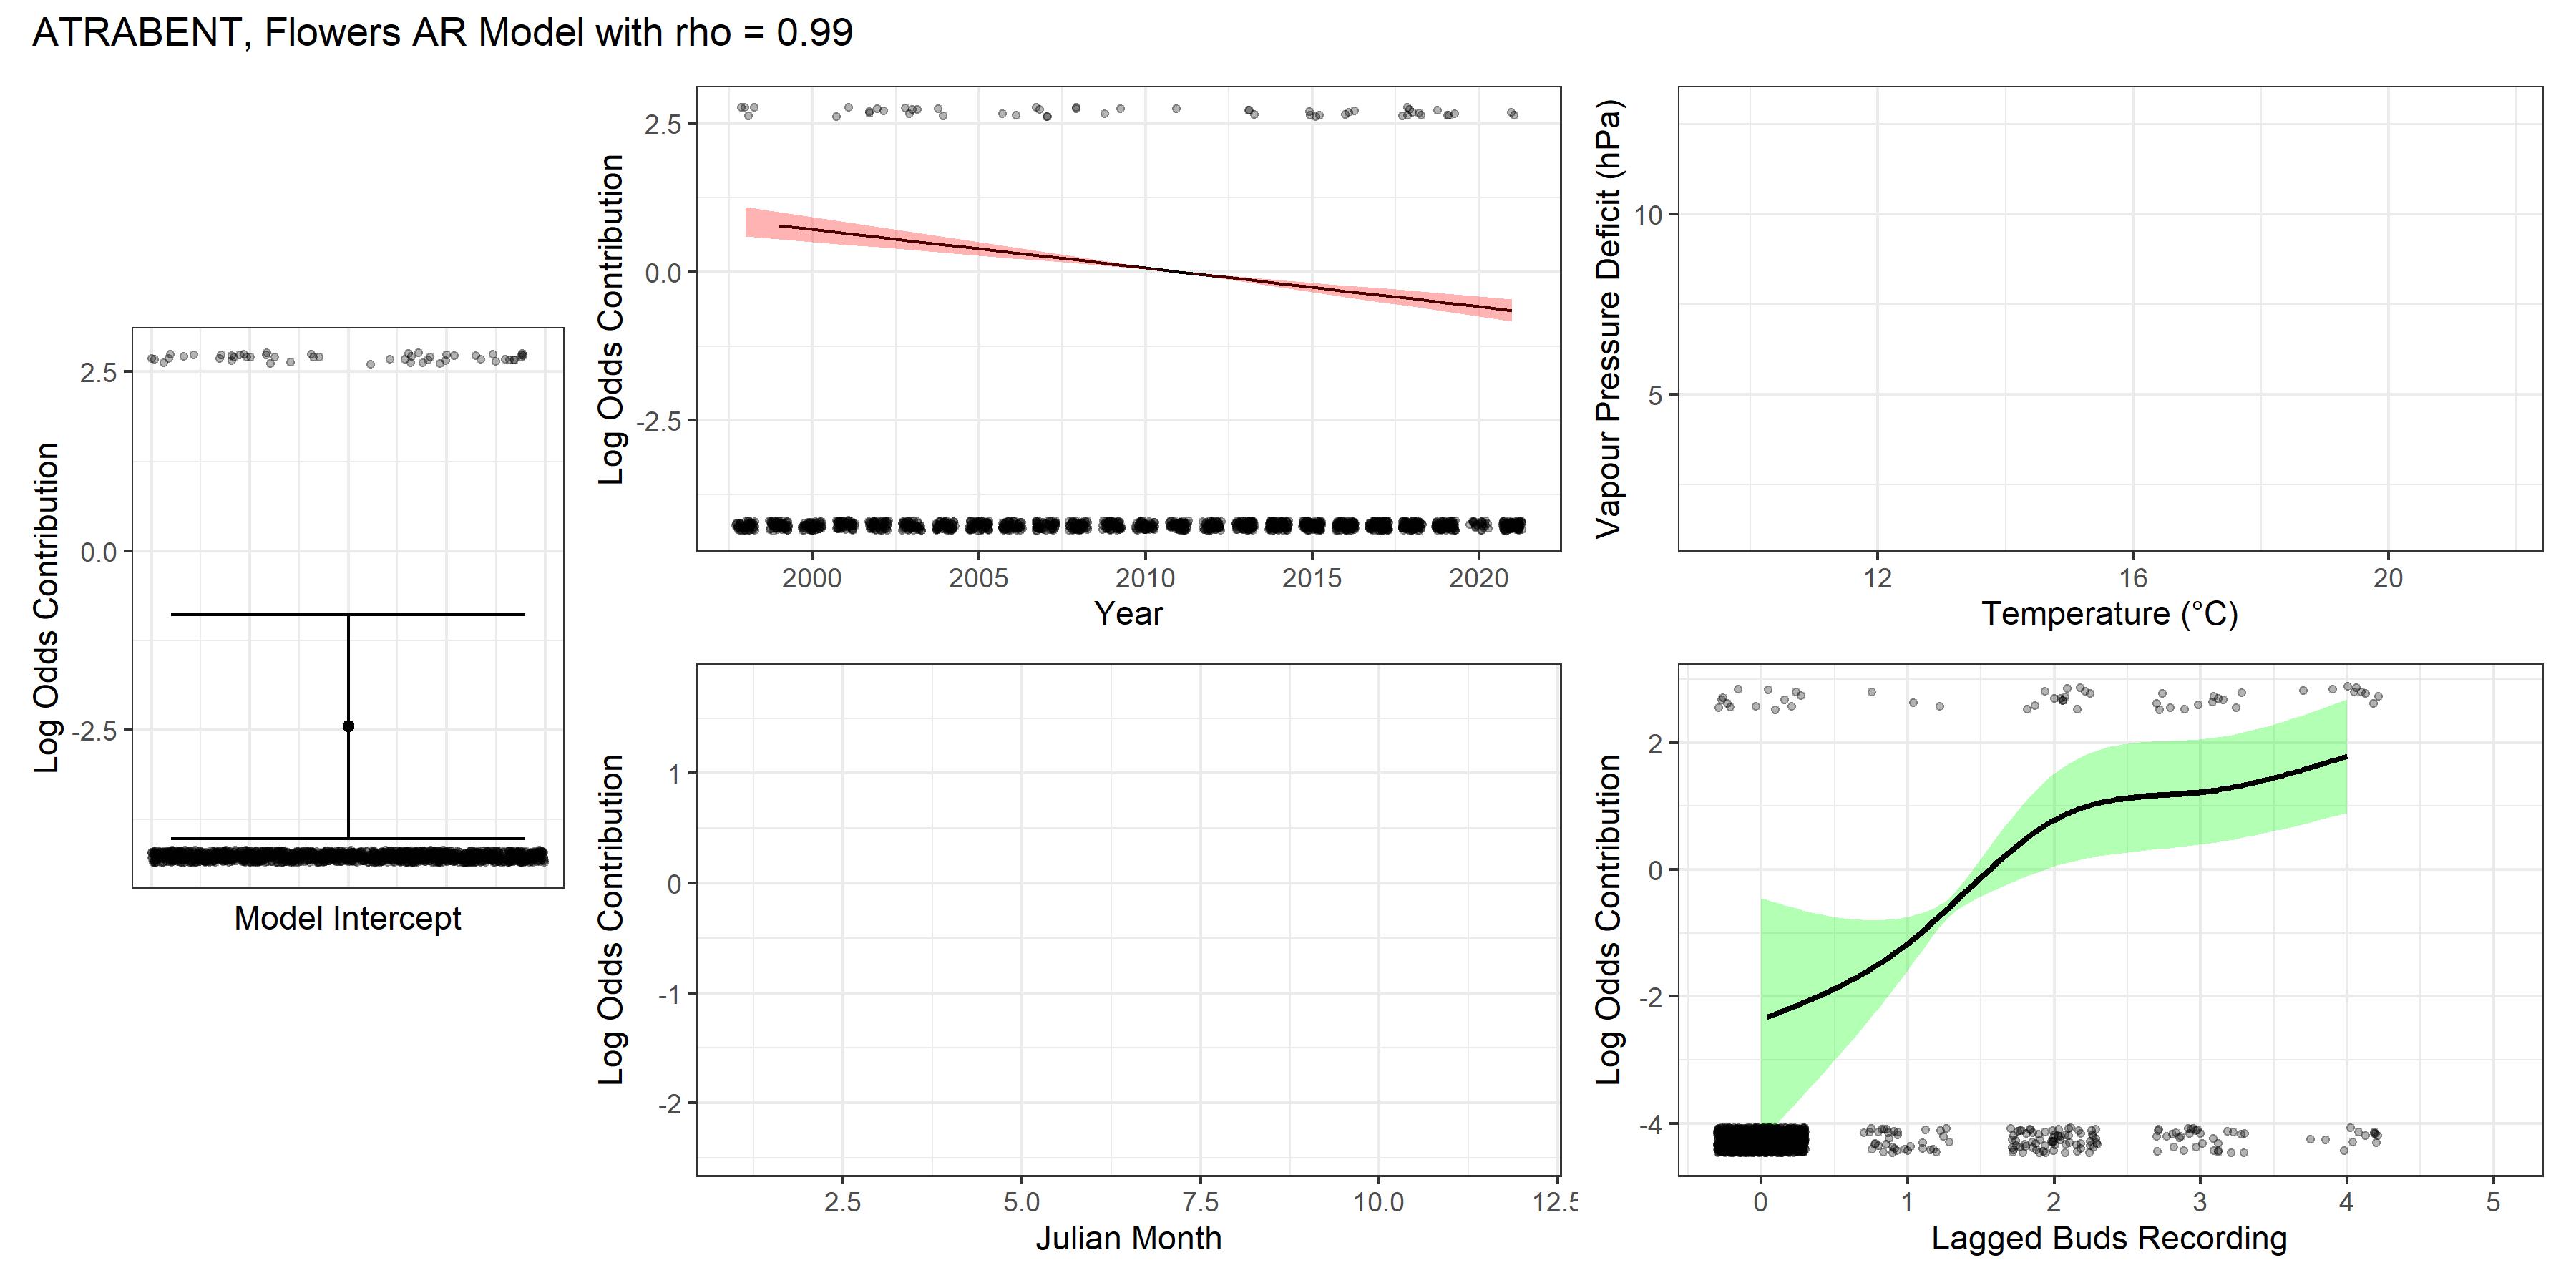 ATRABENT, Flowers AR Model with rho = 0.99
Log Odds Contribution
2.5
0.0
-2.5
Model Intercept
Log Odds Contribution
2.5
0.0
-2.5
2000 2005 2010 2015 2020
Year
Vapour Pressure Deficit (hPa)
10
5
12 16 20
Temperature (°C)
Log Odds Contribution
1
0
-1
-2
2.5 5.0 7.5 10.0 12.5
Julian Month
Log Odds Contribution
2
0
-2
-4
0 1 2 3 4 5
Lagged Buds Recording